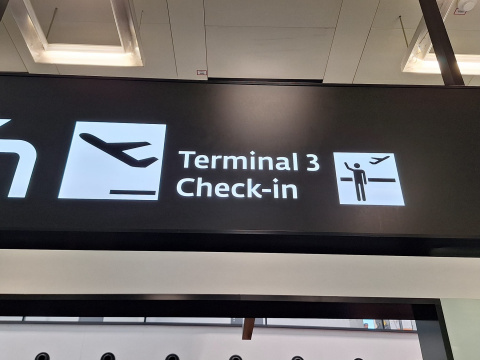 Terminal 3
Check-in